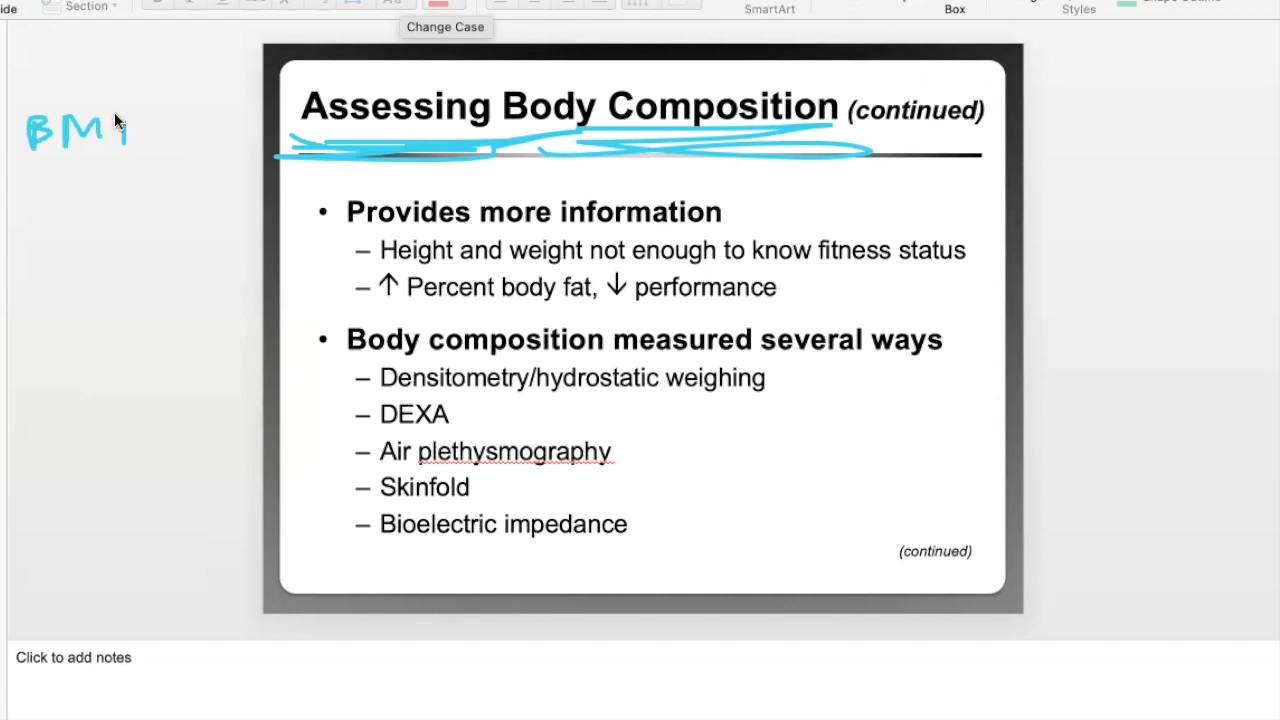 ide
Section
SmartArt
Box
Styles
Change Case
BMI
Assessing Body Composition (continued)
• Provides more information
– Height and weight not enough to know fitness status
– ↑ Percent body fat, ↓ performance
• Body composition measured several ways
– Densitometry/hydrostatic weighing
– DEXA
– Air plethysmography
– Skinfold
– Bioelectric impedance
(continued)
Click to add notes